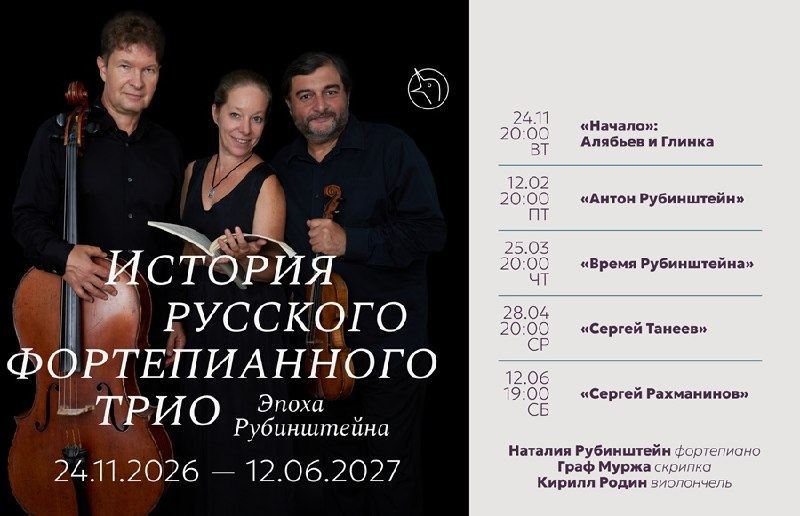 История
русского
фортепианного
трио
Эпоха
Рубинштейна
24.11.2026 — 12.06.2027
24.11
20:00
ВТ
«Начало»:
Алябьев и Глинка
12.02
20:00
ПТ
«Антон Рубинштейн»
25.03
20:00
ЧТ
«Время Рубинштейна»
28.04
20:00
СР
«Сергей Танеев»
12.06
19:00
СБ
«Сергей Рахманинов»
Наталия Рубинштейн фортепиано
Граф Муржа скрипка
Кирилл Родин виолончель